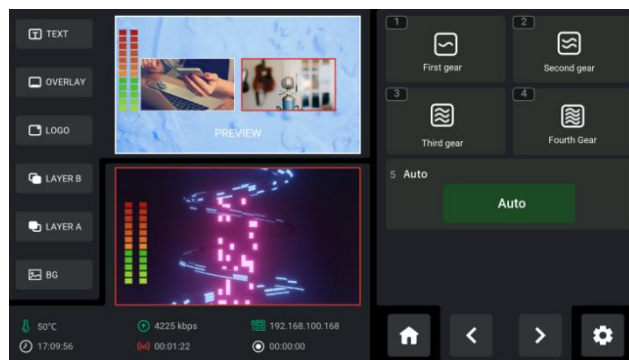 TEXT
OVERLAY
LOGO
LAYER B
LAYER A
BG
PREVIEW
50°C
4225 kbps
192.168.100.168
17:09:56
00:01:22
00:00:00
1
First gear
2
Second gear
3
Third gear
4
Fourth Gear
5 Auto
Auto